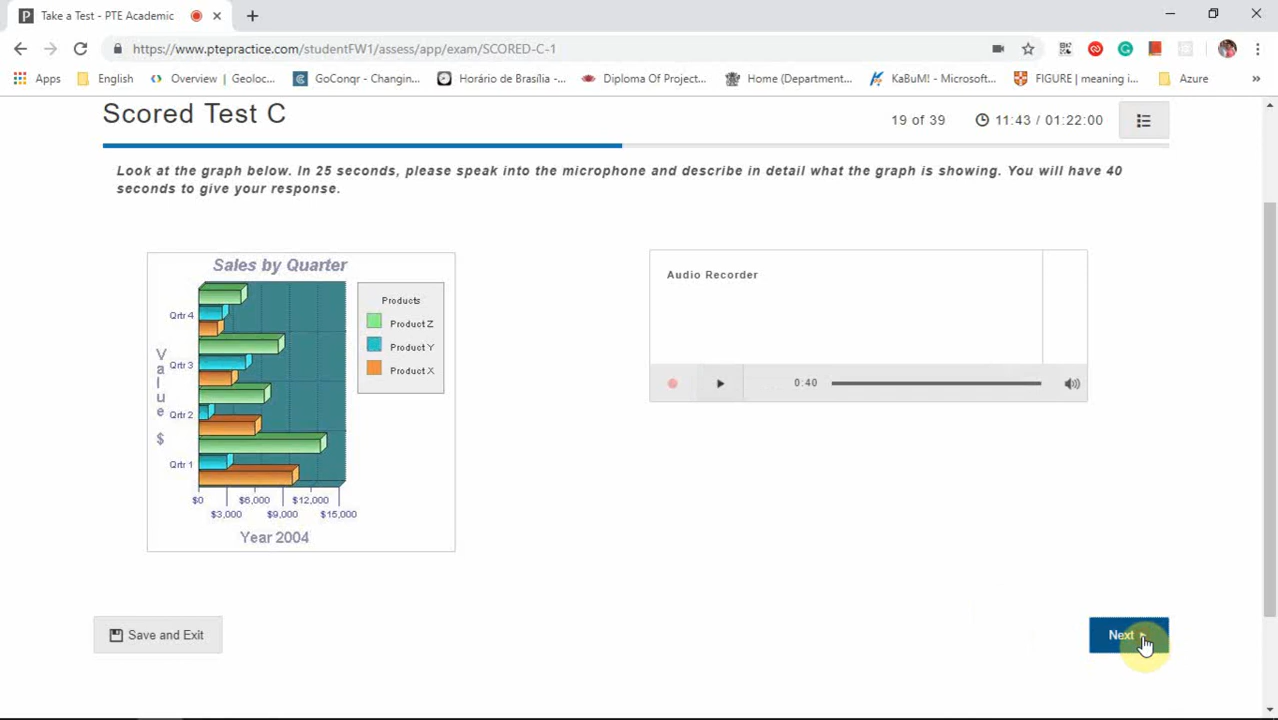 P Take a Test - PTE Academic
https://www.ptepractice.com/studentFW1/assess/app/exam/SCORED-C-1
Apps English Overview | Geoloc... GoConqr - Changin... Horário de Brasília -... Diploma Of Project... Home (Department... KaBuM! - Microsoft... FIGURE | meaning i... Azure »
Scored Test C
19 of 39 11:43 / 01:22:00
Look at the graph below. In 25 seconds, please speak into the microphone and describe in detail what the graph is showing. You will have 40
seconds to give your response.
Sales by Quarter
Products
Product Z
Product Y
Product X
Value $
Qrtr 4
Qrtr 3
Qrtr 2
Qrtr 1
$0 $6,000 $12,000
$3,000 $9,000 $15,000
Year 2004
Audio Recorder
0:40
Save and Exit
Next